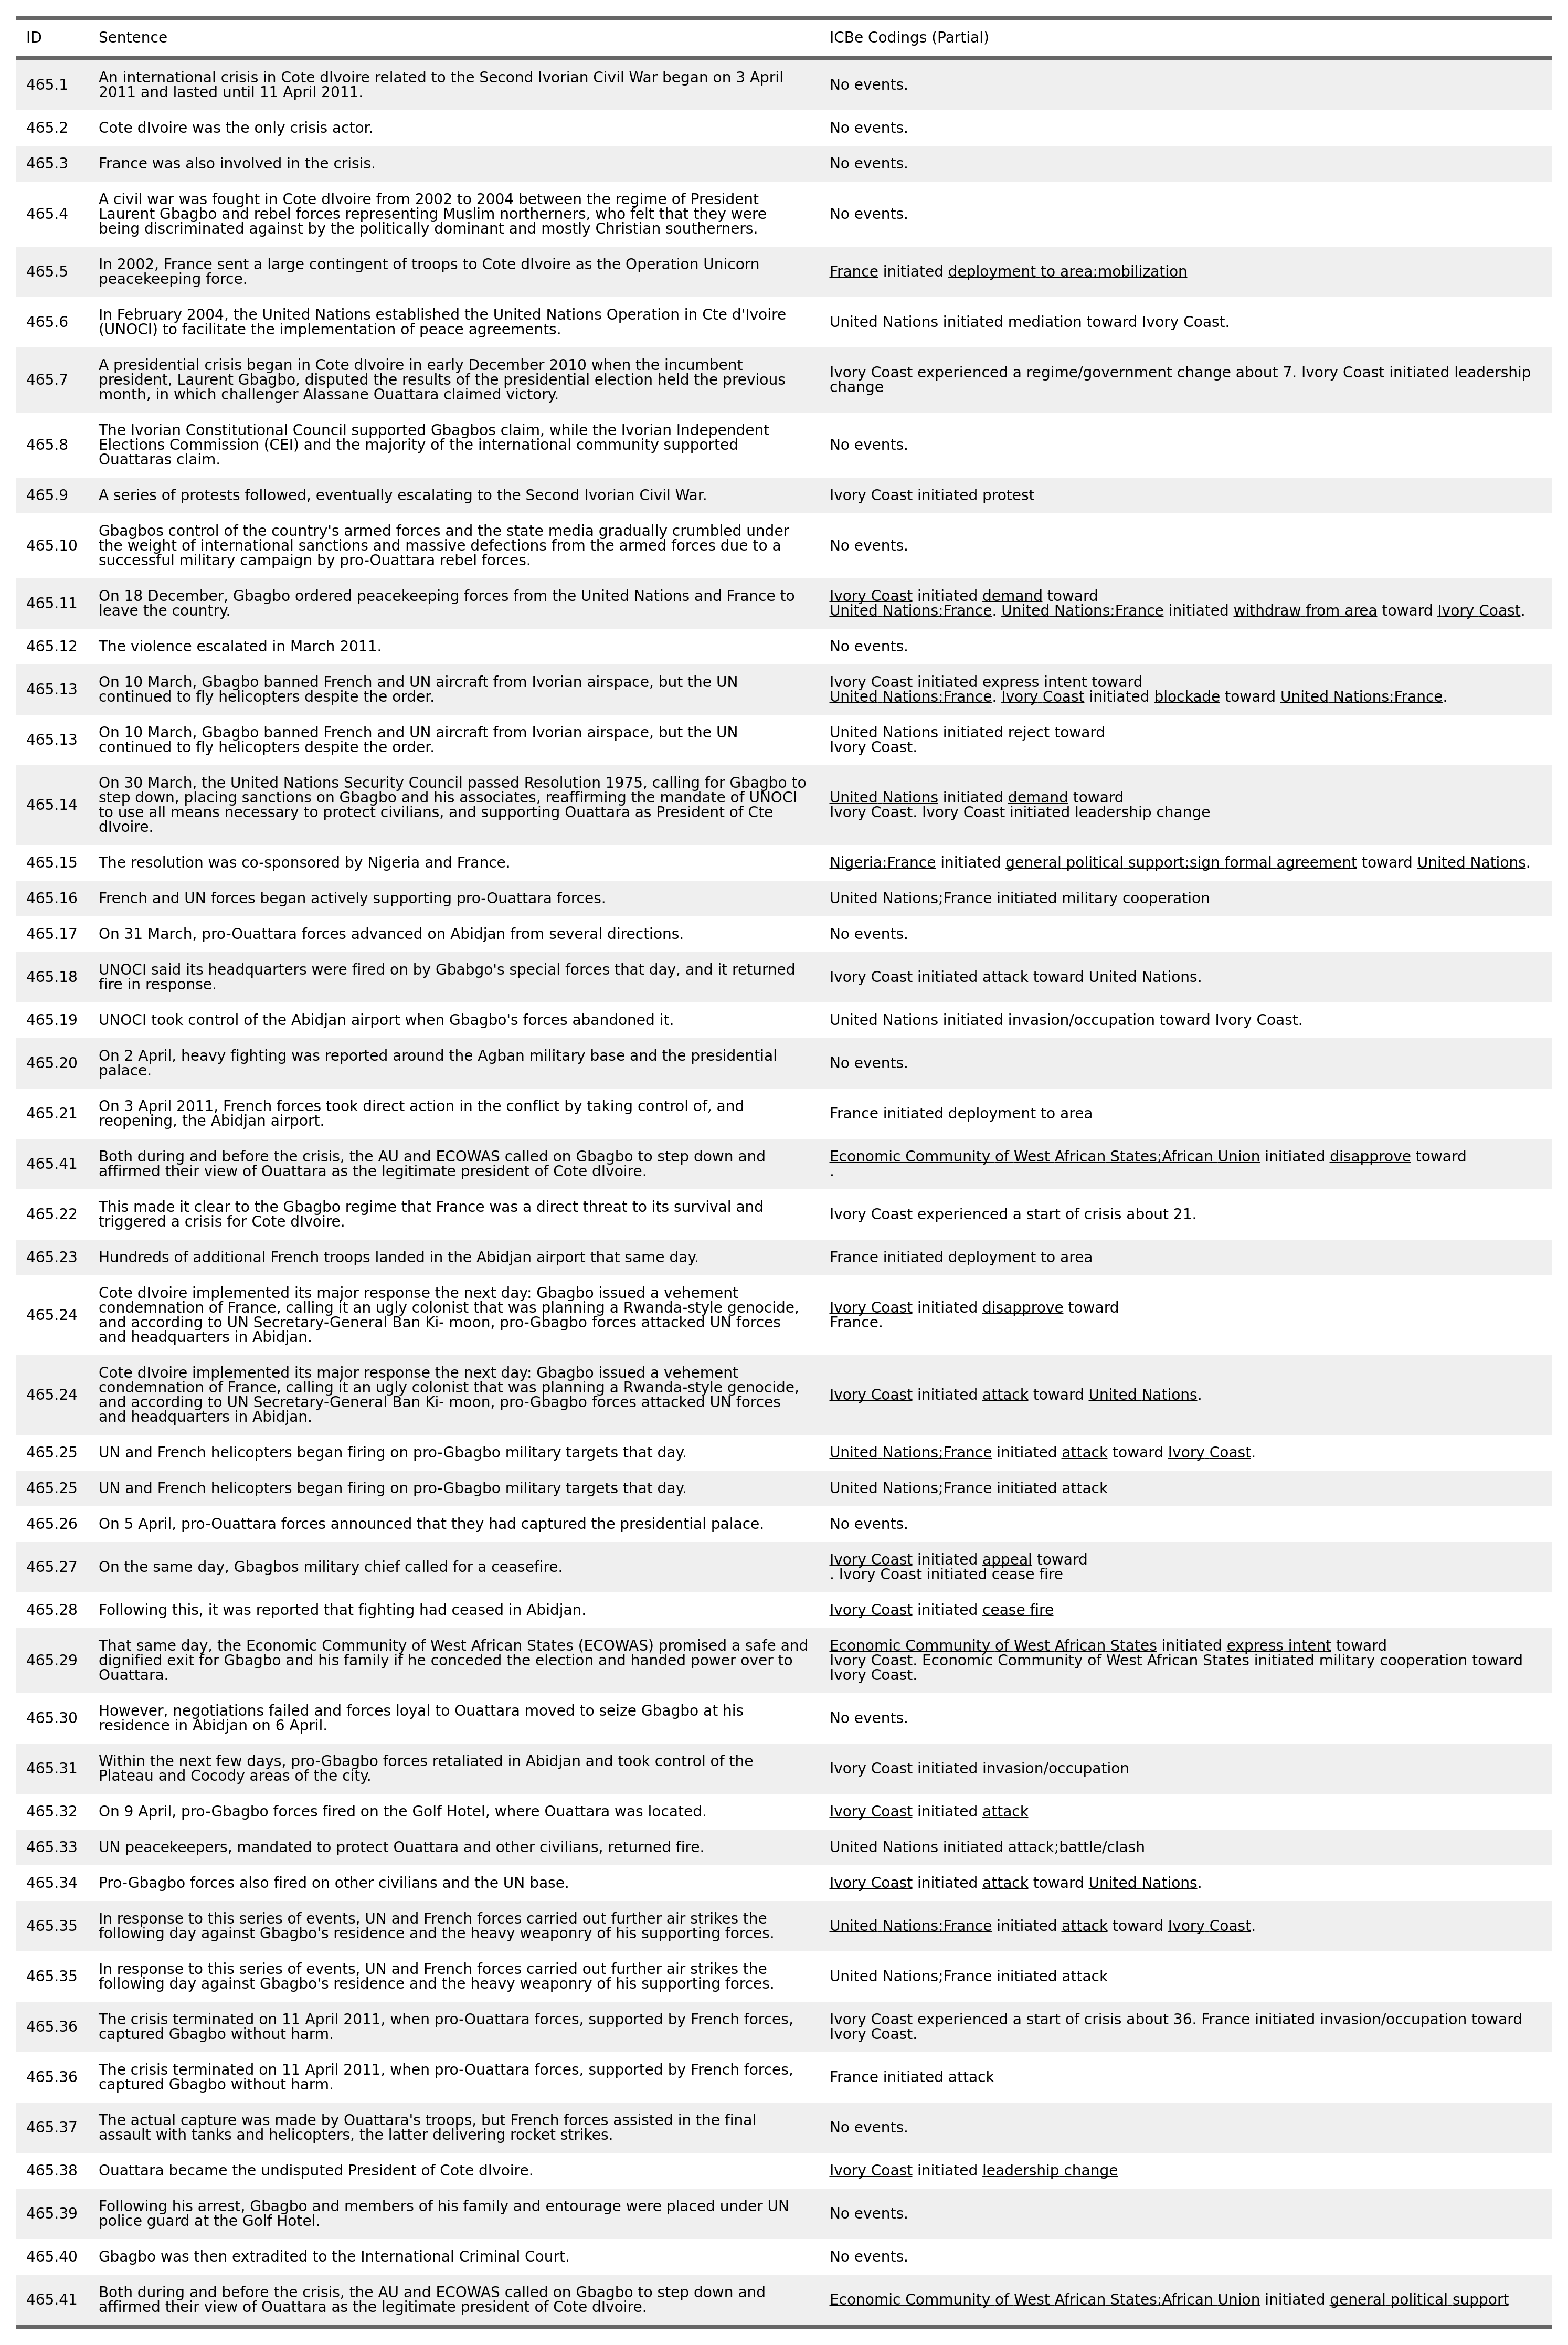 ID Sentence ICBe Codings (Partial)
465.1 An international crisis in Cote dIvoire related to the Second Ivorian Civil War began on 3 April
2011 and lasted until 11 April 2011. No events.
465.2 Cote dIvoire was the only crisis actor. No events.
465.3 France was also involved in the crisis. No events.
465.4 A civil war was fought in Cote dIvoire from 2002 to 2004 between the regime of President
Laurent Gbagbo and rebel forces representing Muslim northerners, who felt that they were
being discriminated against by the politically dominant and mostly Christian southerners. No events.
465.5 In 2002, France sent a large contingent of troops to Cote dIvoire as the Operation Unicorn
peacekeeping force. France initiated deployment to area;mobilization
465.6 In February 2004, the United Nations established the United Nations Operation in Cte d'Ivoire
(UNOCI) to facilitate the implementation of peace agreements. United Nations initiated mediation toward Ivory Coast.
465.7 A presidential crisis began in Cote dIvoire in early December 2010 when the incumbent
president, Laurent Gbagbo, disputed the results of the presidential election held the previous
month, in which challenger Alassane Ouattara claimed victory. Ivory Coast experienced a regime/government change about 7. Ivory Coast initiated leadership
change
465.8 The Ivorian Constitutional Council supported Gbagbos claim, while the Ivorian Independent
Elections Commission (CEI) and the majority of the international community supported
Ouattaras claim. No events.
465.9 A series of protests followed, eventually escalating to the Second Ivorian Civil War. Ivory Coast initiated protest
465.10 Gbagbos control of the country's armed forces and the state media gradually crumbled under
the weight of international sanctions and massive defections from the armed forces due to a
successful military campaign by pro-Ouattara rebel forces. No events.
465.11 On 18 December, Gbagbo ordered peacekeeping forces from the United Nations and France to
leave the country. Ivory Coast initiated demand toward
United Nations;France. United Nations;France initiated withdraw from area toward Ivory Coast.
465.12 The violence escalated in March 2011. No events.
465.13 On 10 March, Gbagbo banned French and UN aircraft from Ivorian airspace, but the UN
continued to fly helicopters despite the order. Ivory Coast initiated express intent toward
United Nations;France. Ivory Coast initiated blockade toward United Nations;France.
465.13 On 10 March, Gbagbo banned French and UN aircraft from Ivorian airspace, but the UN
continued to fly helicopters despite the order. United Nations initiated reject toward
Ivory Coast.
465.14 On 30 March, the United Nations Security Council passed Resolution 1975, calling for Gbagbo to
step down, placing sanctions on Gbagbo and his associates, reaffirming the mandate of UNOCI
to use all means necessary to protect civilians, and supporting Ouattara as President of Cte
dIvoire. United Nations initiated demand toward
Ivory Coast. Ivory Coast initiated leadership change
465.15 The resolution was co-sponsored by Nigeria and France. Nigeria;France initiated general political support;sign formal agreement toward United Nations.
465.16 French and UN forces began actively supporting pro-Ouattara forces. United Nations;France initiated military cooperation
465.17 On 31 March, pro-Ouattara forces advanced on Abidjan from several directions. No events.
465.18 UNOCI said its headquarters were fired on by Gbabgo's special forces that day, and it returned
fire in response. Ivory Coast initiated attack toward United Nations.
465.19 UNOCI took control of the Abidjan airport when Gbagbo's forces abandoned it. United Nations initiated invasion/occupation toward Ivory Coast.
465.20 On 2 April, heavy fighting was reported around the Agban military base and the presidential
palace. No events.
465.21 On 3 April 2011, French forces took direct action in the conflict by taking control of, and
reopening, the Abidjan airport. France initiated deployment to area
465.41 Both during and before the crisis, the AU and ECOWAS called on Gbagbo to step down and
affirmed their view of Ouattara as the legitimate president of Cote dIvoire. Economic Community of West African States;African Union initiated disapprove toward
.
465.22 This made it clear to the Gbagbo regime that France was a direct threat to its survival and
triggered a crisis for Cote dIvoire. Ivory Coast experienced a start of crisis about 21.
465.23 Hundreds of additional French troops landed in the Abidjan airport that same day. France initiated deployment to area
465.24 Cote dIvoire implemented its major response the next day: Gbagbo issued a vehement
condemnation of France, calling it an ugly colonist that was planning a Rwanda-style genocide,
and according to UN Secretary-General Ban Ki- moon, pro-Gbagbo forces attacked UN forces
and headquarters in Abidjan. Ivory Coast initiated disapprove toward
France.
465.24 Cote dIvoire implemented its major response the next day: Gbagbo issued a vehement
condemnation of France, calling it an ugly colonist that was planning a Rwanda-style genocide,
and according to UN Secretary-General Ban Ki- moon, pro-Gbagbo forces attacked UN forces
and headquarters in Abidjan. Ivory Coast initiated attack toward United Nations.
465.25 UN and French helicopters began firing on pro-Gbagbo military targets that day. United Nations;France initiated attack toward Ivory Coast.
465.25 UN and French helicopters began firing on pro-Gbagbo military targets that day. United Nations;France initiated attack
465.26 On 5 April, pro-Ouattara forces announced that they had captured the presidential palace. No events.
465.27 On the same day, Gbagbos military chief called for a ceasefire. Ivory Coast initiated appeal toward
. Ivory Coast initiated cease fire
465.28 Following this, it was reported that fighting had ceased in Abidjan. Ivory Coast initiated cease fire
465.29 That same day, the Economic Community of West African States (ECOWAS) promised a safe and
dignified exit for Gbagbo and his family if he conceded the election and handed power over to
Ouattara. Economic Community of West African States initiated express intent toward
Ivory Coast. Economic Community of West African States initiated military cooperation toward
Ivory Coast.
465.30 However, negotiations failed and forces loyal to Ouattara moved to seize Gbagbo at his
residence in Abidjan on 6 April. No events.
465.31 Within the next few days, pro-Gbagbo forces retaliated in Abidjan and took control of the
Plateau and Cocody areas of the city. Ivory Coast initiated invasion/occupation
465.32 On 9 April, pro-Gbagbo forces fired on the Golf Hotel, where Ouattara was located. Ivory Coast initiated attack
465.33 UN peacekeepers, mandated to protect Ouattara and other civilians, returned fire. United Nations initiated attack;battle/clash
465.34 Pro-Gbagbo forces also fired on other civilians and the UN base. Ivory Coast initiated attack toward United Nations.
465.35 In response to this series of events, UN and French forces carried out further air strikes the
following day against Gbagbo's residence and the heavy weaponry of his supporting forces. United Nations;France initiated attack toward Ivory Coast.
465.35 In response to this series of events, UN and French forces carried out further air strikes the
following day against Gbagbo's residence and the heavy weaponry of his supporting forces. United Nations;France initiated attack
465.36 The crisis terminated on 11 April 2011, when pro-Ouattara forces, supported by French forces,
captured Gbagbo without harm. Ivory Coast experienced a start of crisis about 36. France initiated invasion/occupation toward
Ivory Coast.
465.36 The crisis terminated on 11 April 2011, when pro-Ouattara forces, supported by French forces,
captured Gbagbo without harm. France initiated attack
465.37 The actual capture was made by Ouattara's troops, but French forces assisted in the final
assault with tanks and helicopters, the latter delivering rocket strikes. No events.
465.38 Ouattara became the undisputed President of Cote dIvoire. Ivory Coast initiated leadership change
465.39 Following his arrest, Gbagbo and members of his family and entourage were placed under UN
police guard at the Golf Hotel. No events.
465.40 Gbagbo was then extradited to the International Criminal Court. No events.
465.41 Both during and before the crisis, the AU and ECOWAS called on Gbagbo to step down and
affirmed their view of Ouattara as the legitimate president of Cote dIvoire. Economic Community of West African States;African Union initiated general political support